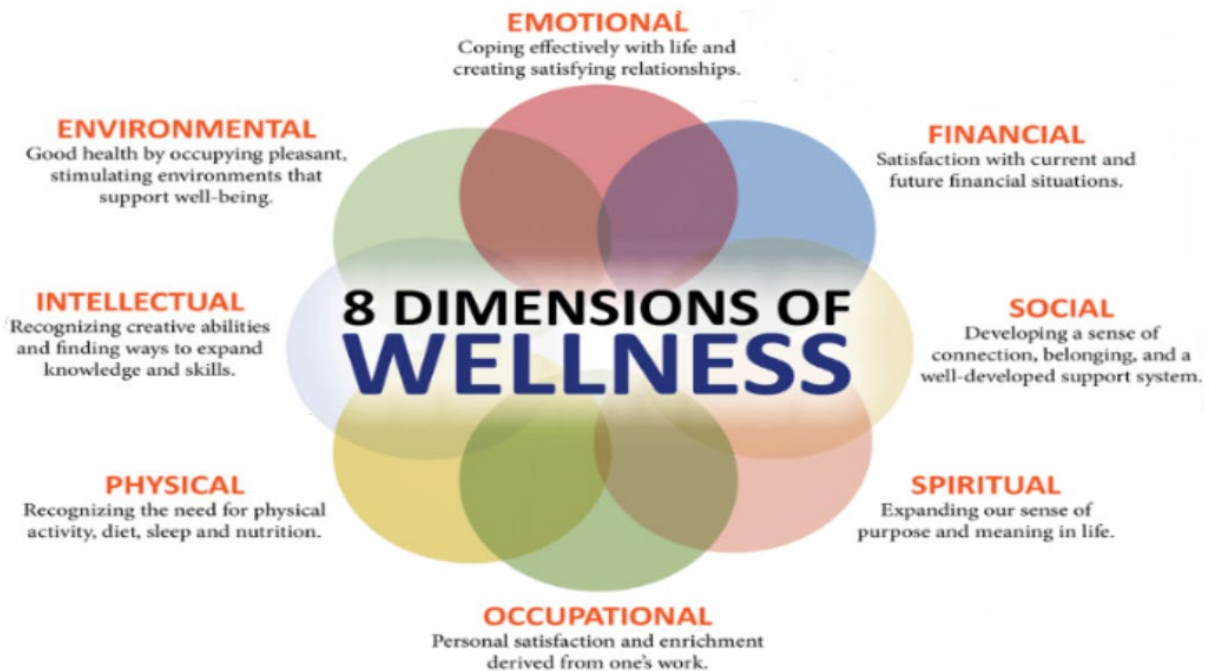 EMOTIONAL
Coping effectively with life and
creating satisfying relationships.
ENVIRONMENTAL
Good health by occupying pleasant,
stimulating environments that
support well-being.
FINANCIAL
Satisfaction with current and
future financial situations.
INTELLECTUAL
Recognizing creative abilities
and finding ways to expand
knowledge and skills.
8 DIMENSIONS OF
WELLNESS
SOCIAL
Developing a sense of
connection, belonging, and a
well-developed support system.
PHYSICAL
Recognizing the need for physical
activity, diet, sleep and nutrition.
SPIRITUAL
Expanding our sense of
purpose and meaning in life.
OCCUPATIONAL
Personal satisfaction and enrichment
derived from one's work.